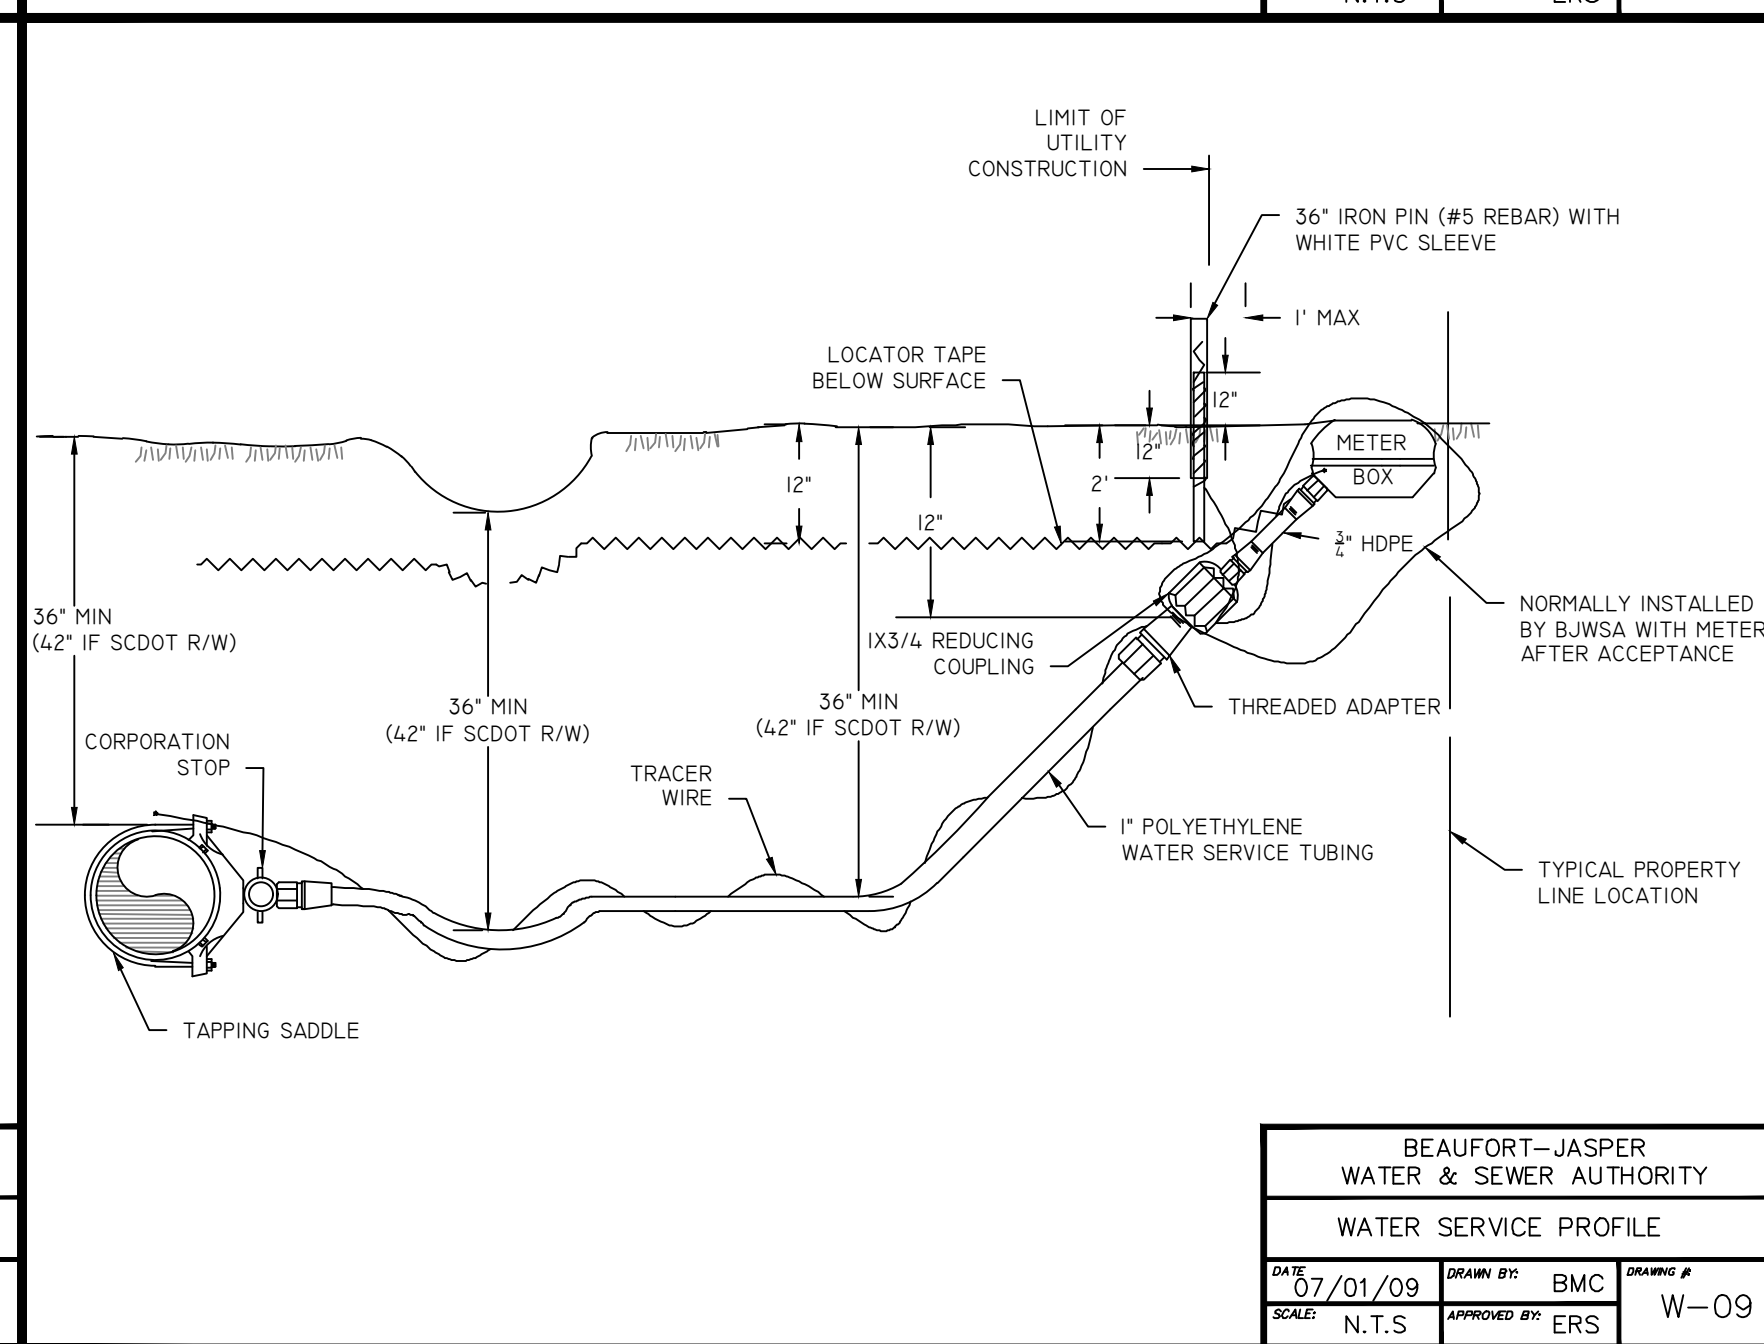 LIMIT OF
UTILITY
CONSTRUCTION
36" IRON PIN (#5 REBAR) WITH
WHITE PVC SLEEVE
1' MAX
LOCATOR TAPE
BELOW SURFACE
12"
12"
METER
BOX
12"
2'
12"
3/4" HDPE
36" MIN
(42" IF SCDOT R/W)
NORMALLY INSTALLED
BY BJWSA WITH METER
AFTER ACCEPTANCE
1X3/4 REDUCING
COUPLING
36" MIN
(42" IF SCDOT R/W)
36" MIN
(42" IF SCDOT R/W)
THREADED ADAPTER
CORPORATION
STOP
TRACER
WIRE
1" POLYETHYLENE
WATER SERVICE TUBING
TYPICAL PROPERTY
LINE LOCATION
TAPPING SADDLE
BEAUFORT-JASPER
WATER & SEWER AUTHORITY
WATER SERVICE PROFILE
DATE 07/01/09
DRAWN BY: BMC
DRAWING #
W-09
SCALE: N.T.S
APPROVED BY: ERS